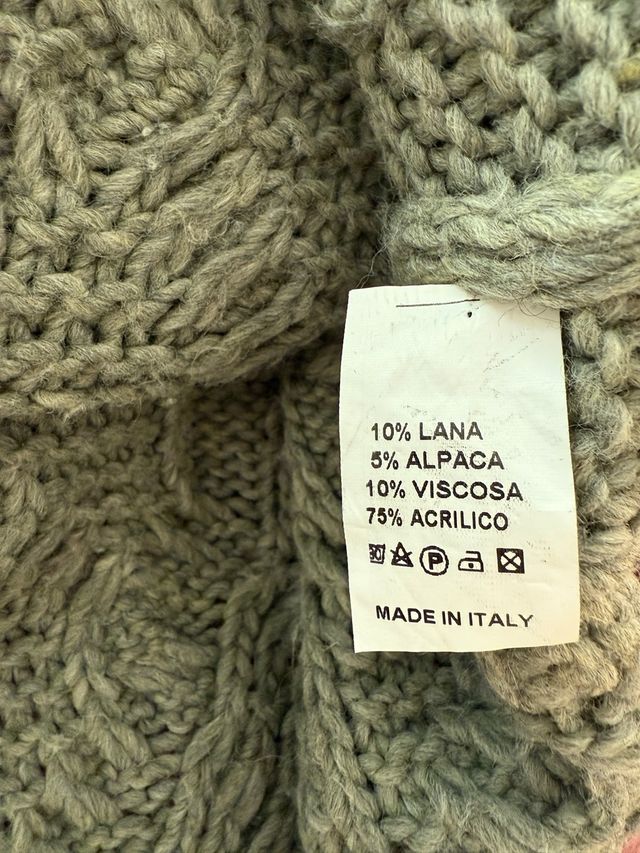 10% LANA
5% ALPACA
10% VISCOSA
75% ACRILICO
P
MADE IN ITALY